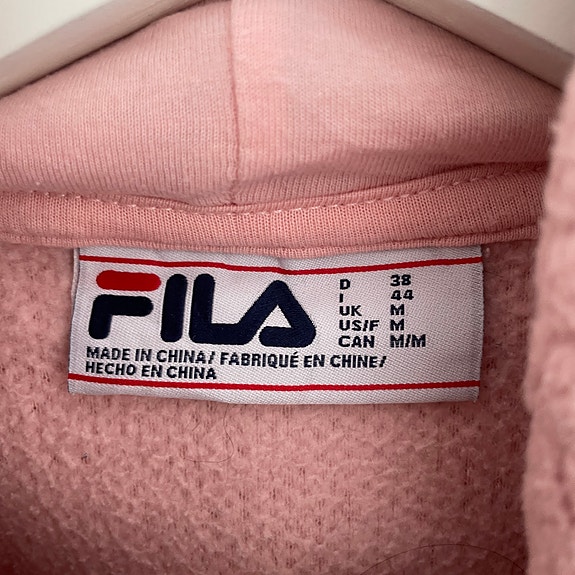 FILA
D 38
I 44
UK M
US/F M
CAN M/M
MADE IN CHINA/ FABRIQUÉ EN CHINE/
HECHO EN CHINA